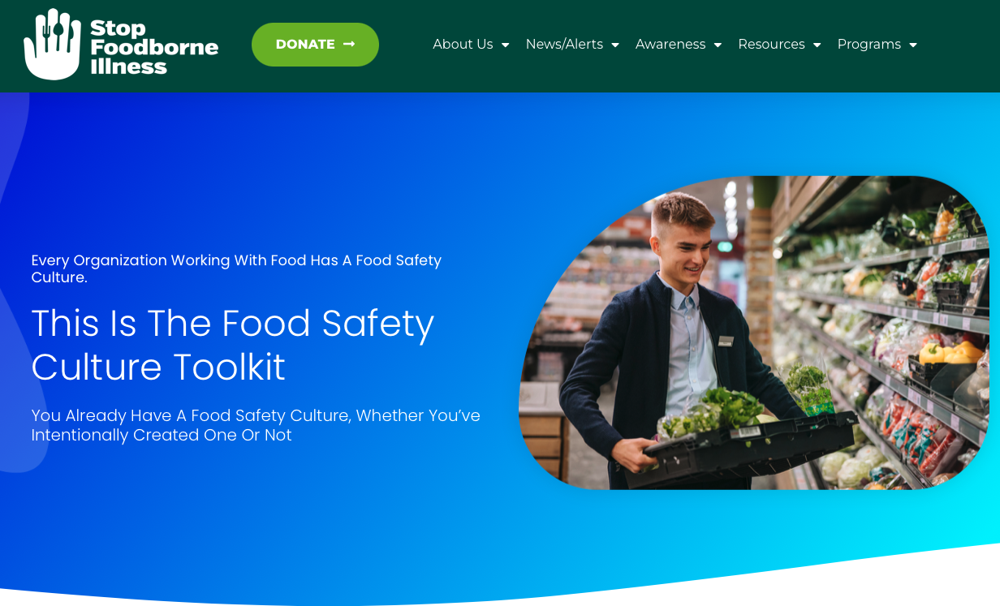 Stop
Foodborne
Illness
DONATE
About Us
News/Alerts
Awareness
Resources
Programs
Every Organization Working With Food Has A Food Safety
Culture.
This Is The Food Safety
Culture Toolkit
You Already Have A Food Safety Culture, Whether You’ve
Intentionally Created One Or Not